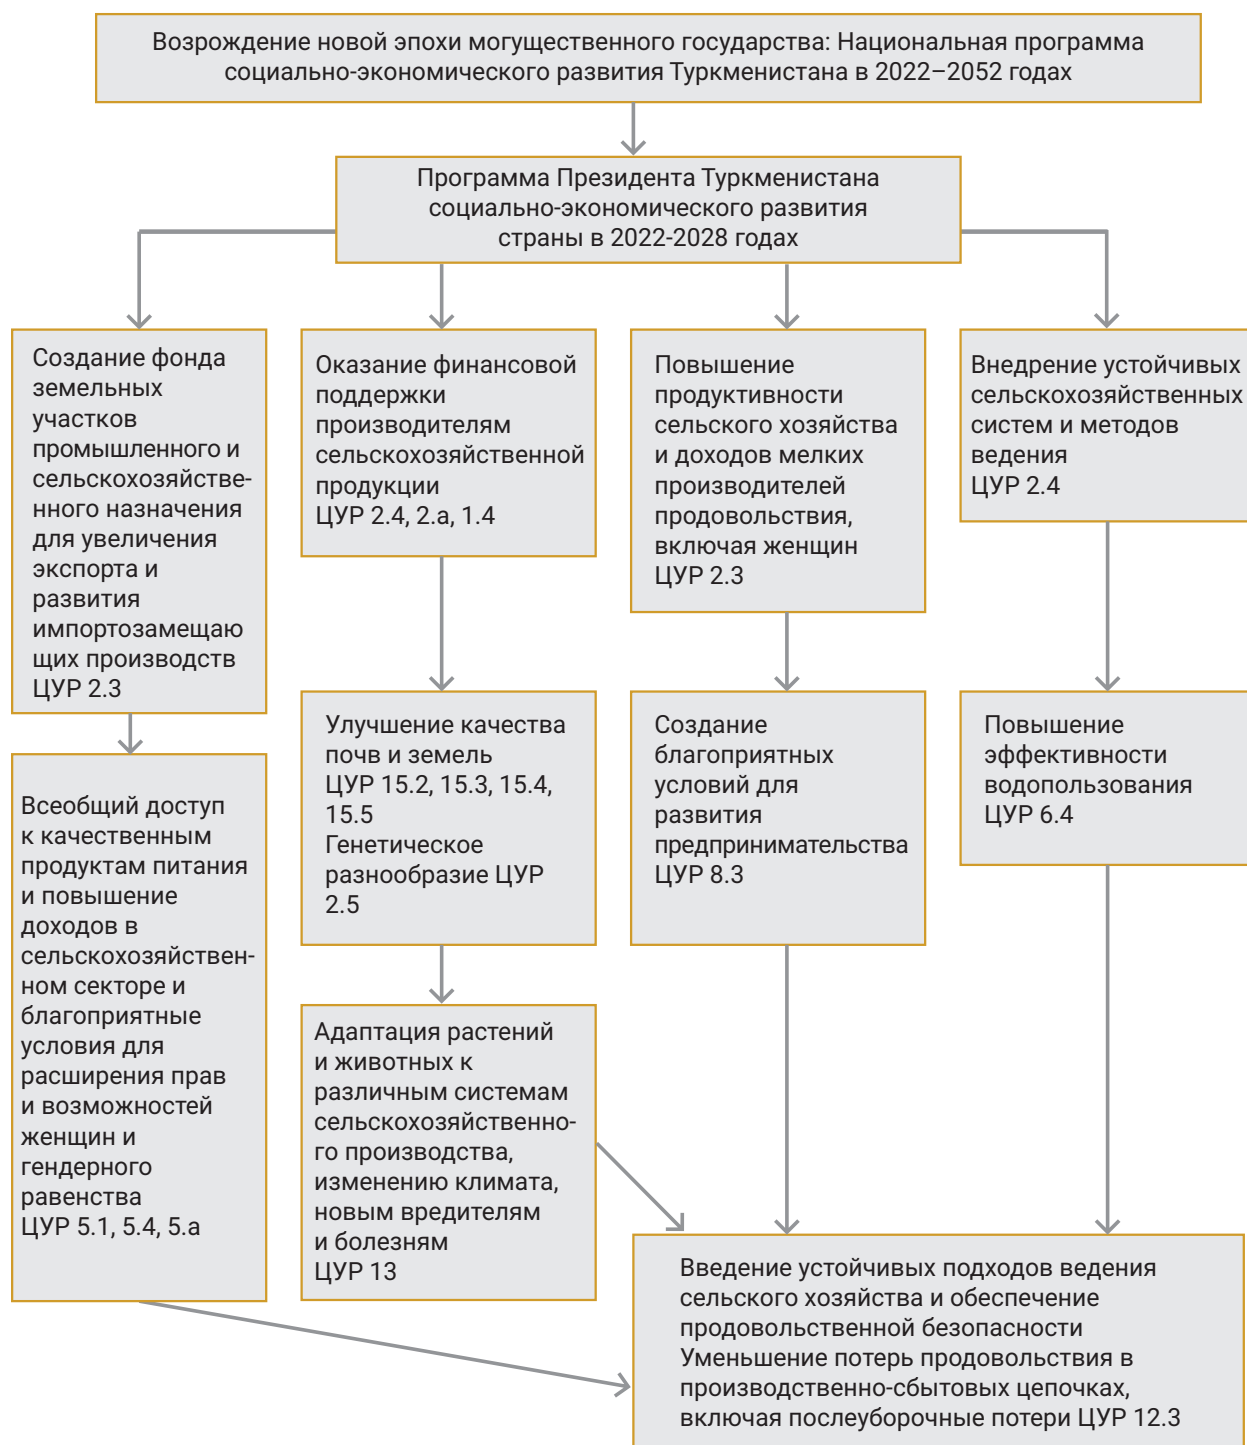 Возрождение новой эпохи могущественного государства: Национальная программа
социально-экономического развития Туркменистана в 2022–2052 годах
Программа Президента Туркменистана
социально-экономического развития
страны в 2022-2028 годах
Создание фонда
земельных
участков
промышленного и
сельскохозяйстве-
нного назначения
для увеличения
экспорта и
развития
импортозамещаю
щих производств
ЦУР 2.3
Оказание финансовой
поддержки
производителям
сельскохозяйственной
продукции
ЦУР 2.4, 2.a, 1.4
Повышение
продуктивности
сельского хозяйства
и доходов мелких
производителей
продовольствия,
включая женщин
ЦУР 2.3
Внедрение устойчивых
сельскохозяйственных
систем и методов
ведения
ЦУР 2.4
Всеобщий доступ
к качественным
продуктам питания
и повышение
доходов в
сельскохозяйствен-
ном секторе и
благоприятные
условия для
расширения прав
и возможностей
женщин и
гендерного
равенства
ЦУР 5.1, 5.4, 5.a
Улучшение качества
почв и земель
ЦУР 15.2, 15.3, 15.4,
15.5
Генетическое
разнообразие ЦУР
2.5
Создание
благоприятных
условий для
развития
предпринимательства
ЦУР 8.3
Повышение
эффективности
водопользования
ЦУР 6.4
Адаптация растений
и животных к
различным системам
сельскохозяйственно-
го производства,
изменению климата,
новым вредителям
и болезням
ЦУР 13
Введение устойчивых подходов ведения
сельского хозяйства и обеспечение
продовольственной безопасности
Уменьшение потерь продовольствия в
производственно-сбытовых цепочках,
включая послеуборочные потери ЦУР 12.3